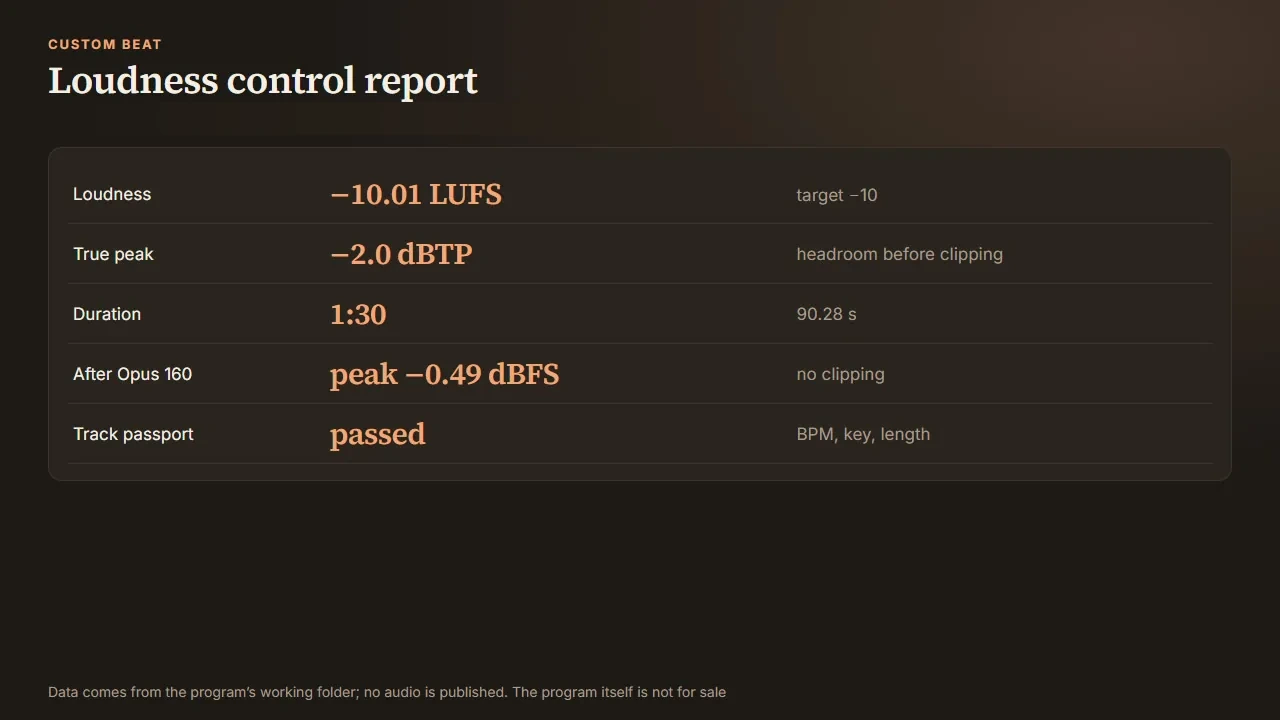 CUSTOM BEAT
Loudness control report
Loudness −10.01 LUFS target −10
True peak −2.0 dBTP headroom before clipping
Duration 1:30 90.28 s
After Opus 160 peak −0.49 dBFS no clipping
Track passport passed BPM, key, length
Data comes from the program’s working folder; no audio is published. The program itself is not for sale